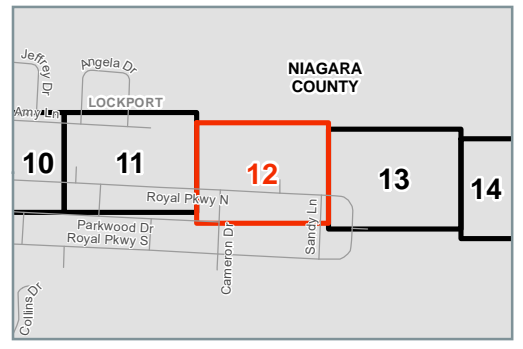 Jeffrey Dr
Angela Dr
NIAGARA
COUNTY
LOCKPORT
Amy Ln
10
11
12
13
14
Royal Pkwy N
Parkwood Dr
Royal Pkwy S
Cameron Dr
Sandy Ln
Collins Dr